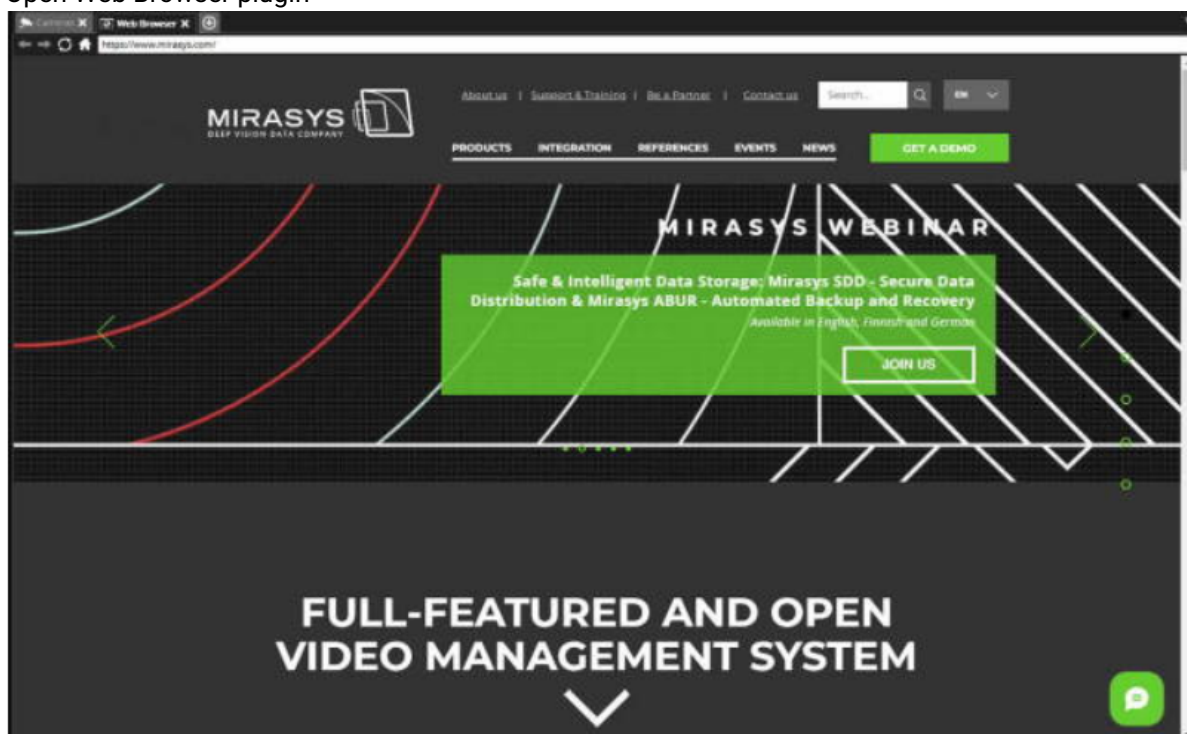 Open Web Browser plugin
Cameras Web Browser
https://www.mirasys.com/
About us | Support & Training | Be a Partner | Contact us Search... EN
MIRASYS
DEEP VISION DATA COMPANY
PRODUCTS INTEGRATION REFERENCES EVENTS NEWS GET A DEMO
MIRASYS WEBINAR
Safe & Intelligent Data Storage: Mirasys SDD - Secure Data
Distribution & Mirasys ABUR - Automated Backup and Recovery
Available in English, Finnish and German
JOIN US
FULL-FEATURED AND OPEN
VIDEO MANAGEMENT SYSTEM